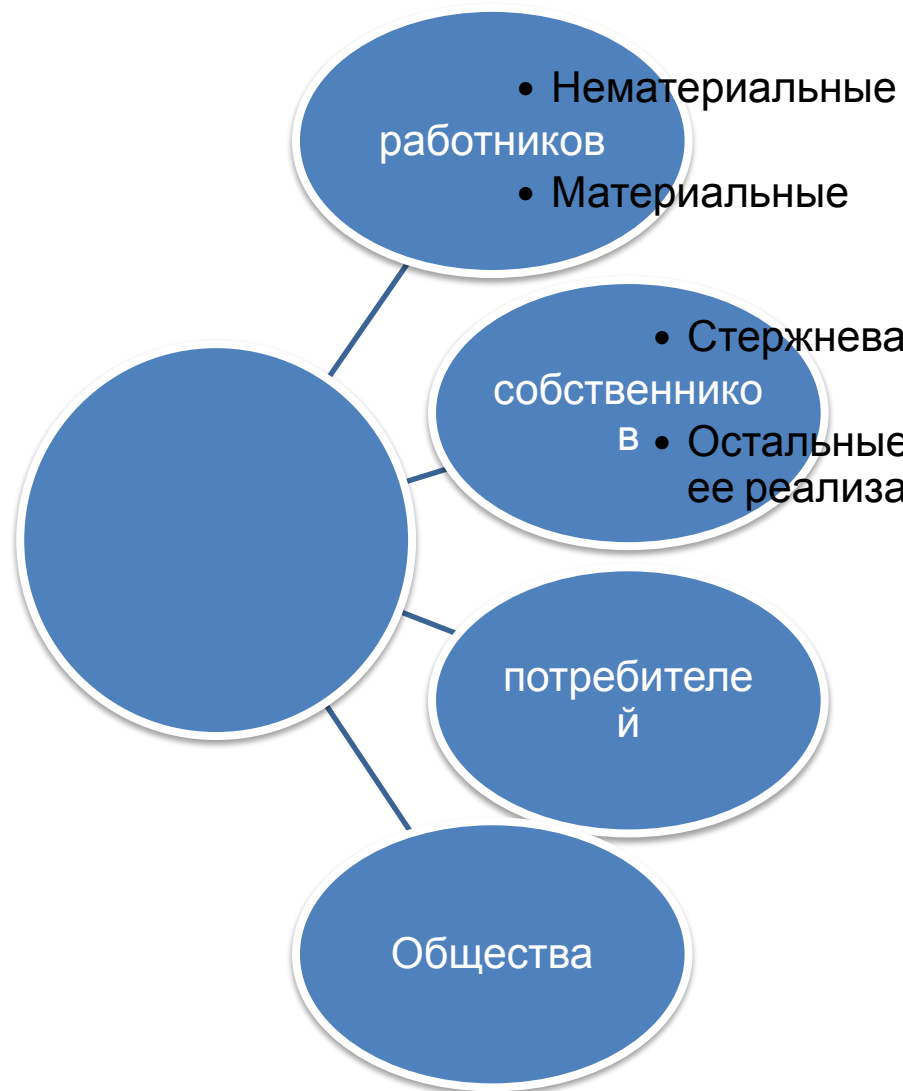 • Нематериальные
работников
• Материальные
• Стержнева
собственнико
в
• Остальные
ее реализа
потребителе
й
Общества